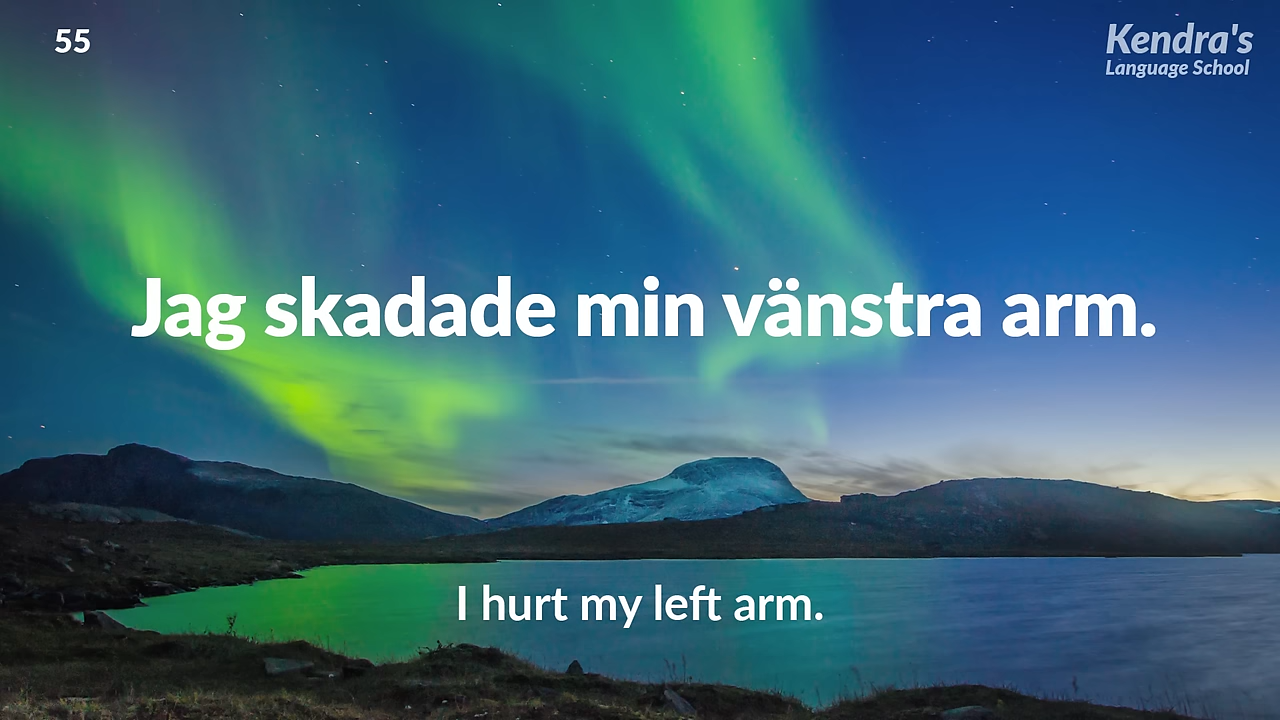 55
Kendra's
Language School
Jag skadade min vänstra arm.
I hurt my left arm.